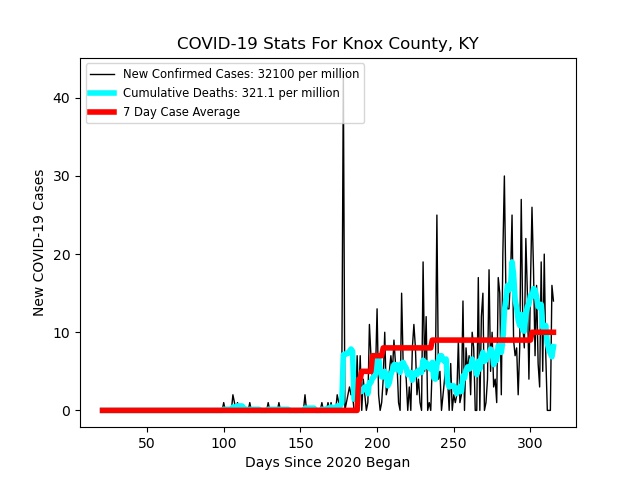 COVID-19 Stats For Knox County, KY
New Confirmed Cases: 32100 per million
Cumulative Deaths: 321.1 per million
7 Day Case Average
New COVID-19 Cases
40
30
20
10
0
50 100 150 200 250 300
Days Since 2020 Began